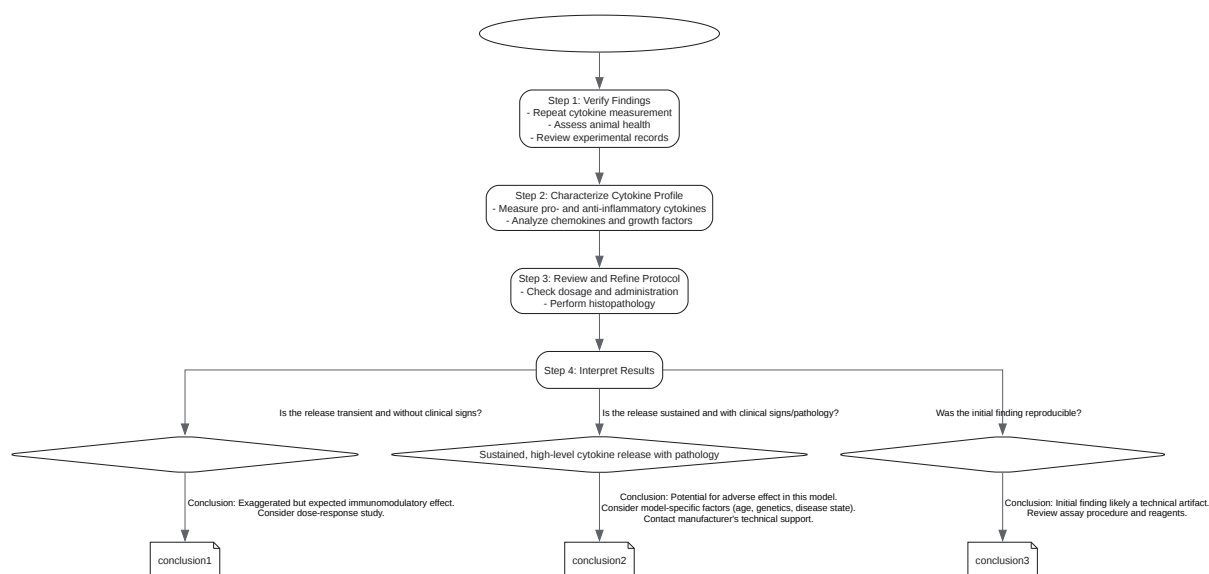 Step 1: Verify Findings
- Repeat cytokine measurement
- Assess animal health
- Review experimental records
Step 2: Characterize Cytokine Profile
- Measure pro- and anti-inflammatory cytokines
- Analyze chemokines and growth factors
Step 3: Review and Refine Protocol
- Check dosage and administration
- Perform histopathology
Step 4: Interpret Results
Is the release transient and without clinical signs?
Is the release sustained and with clinical signs/pathology?
Was the initial finding reproducible?
Sustained, high-level cytokine release with pathology
Conclusion: Exaggerated but expected immunomodulatory effect.
Consider dose-response study.
Conclusion: Potential for adverse effect in this model.
Consider model-specific factors (age, genetics, disease state).
Contact manufacturer's technical support.
Conclusion: Initial finding likely a technical artifact.
Review assay procedure and reagents.
conclusion1
conclusion2
conclusion3